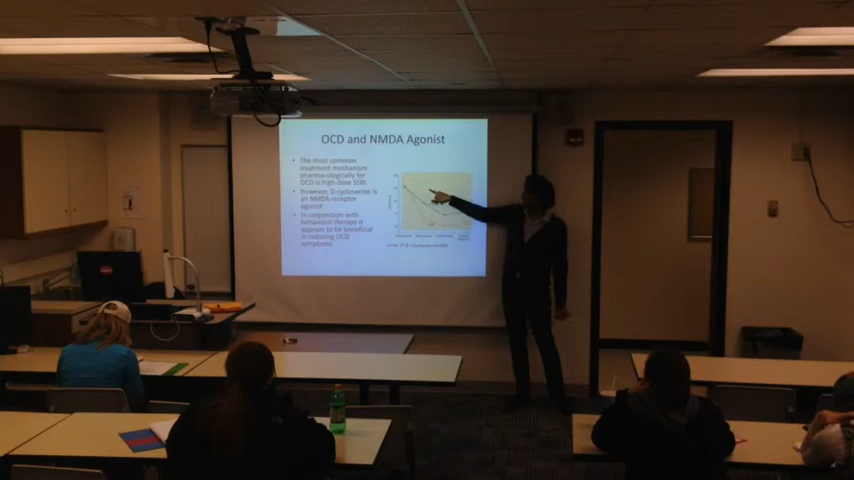 OCD and NMDA Agonist
• The most common
treatment mechanism
pharmacologically for
OCD is high-dose SSRI
• However, D-cycloserine is
an NMDA receptor
agonist
• In conjunction with
behavioral therapy it
appears to be beneficial
in reducing OCD
symptoms